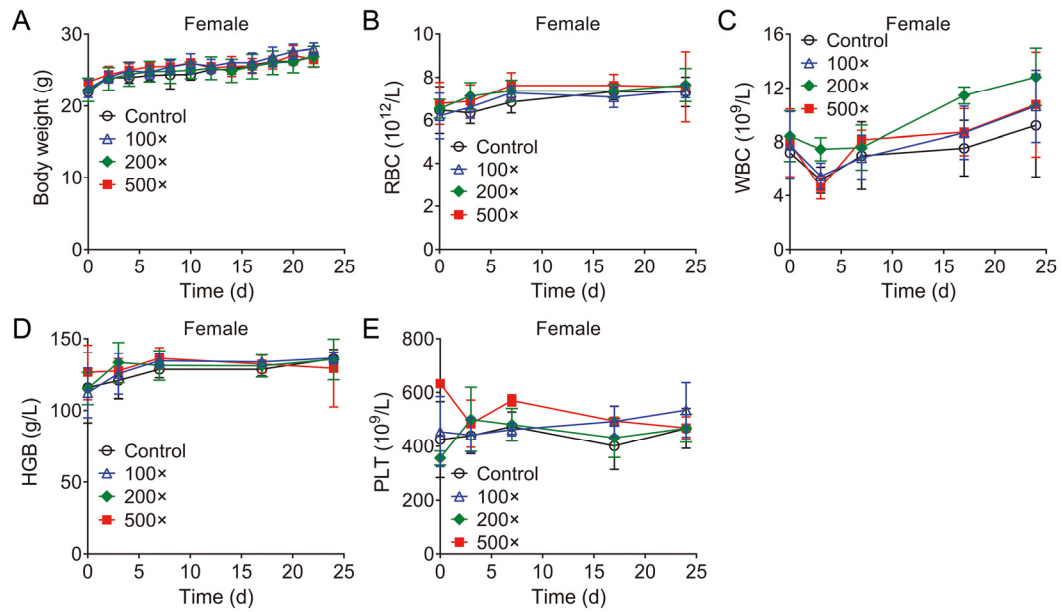 A
Female
Body weight (g)
30
20
10
0
Control
100×
200×
500×
0 5 10 15 20 25
Time (d)
B
Female
RBC (10¹²/L)
10
8
6
4
2
0
Control
100×
200×
500×
0 5 10 15 20 25
Time (d)
C
Female
WBC (10⁹/L)
16
12
8
4
0
Control
100×
200×
500×
0 5 10 15 20 25
Time (d)
D
Female
HGB (g/L)
150
100
50
0
Control
100×
200×
500×
0 5 10 15 20 25
Time (d)
E
Female
PLT (10⁹/L)
800
600
400
200
0
Control
100×
200×
500×
0 5 10 15 20 25
Time (d)